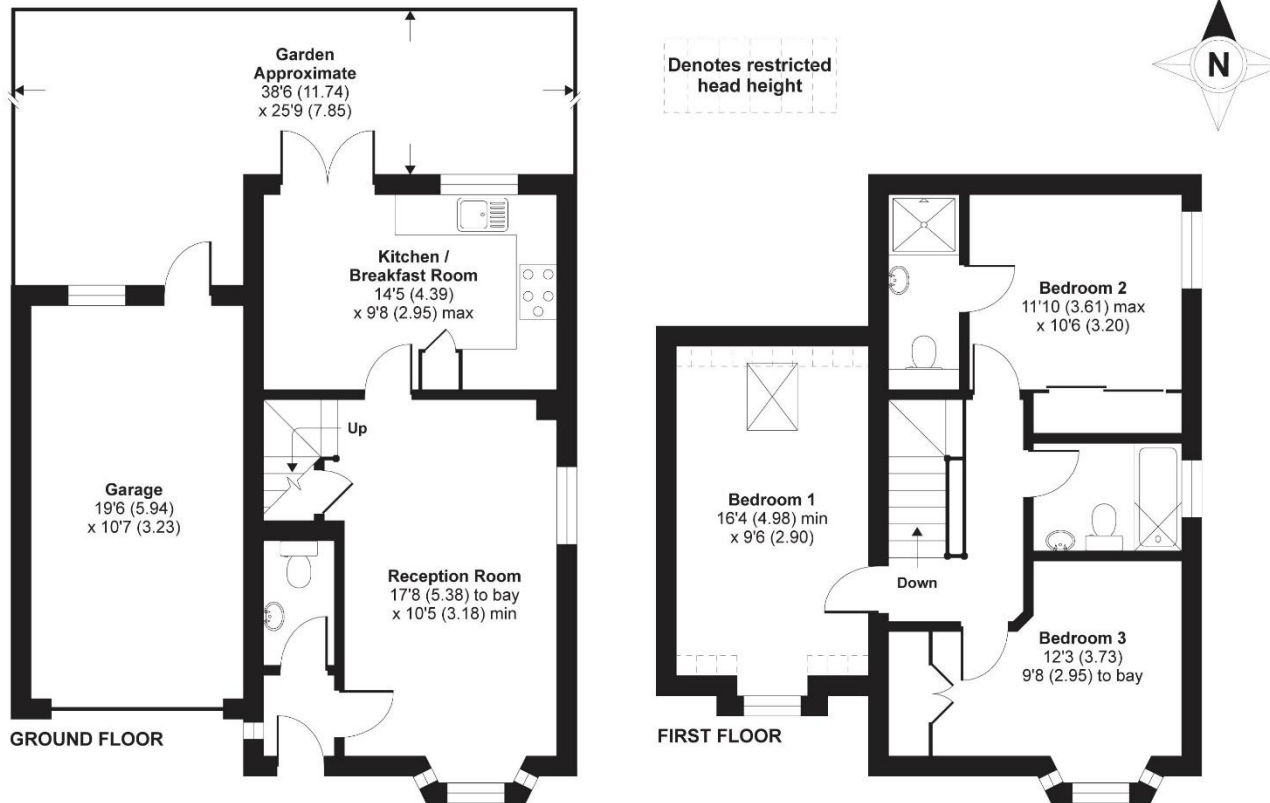 Garden
Approximate
38'6 (11.74)
x 25'9 (7.85)
Denotes restricted
head height
N
Kitchen /
Breakfast Room
14'5 (4.39)
x 9'8 (2.95) max
Up
Garage
19'6 (5.94)
x 10'7 (3.23)
Reception Room
17'8 (5.38) to bay
x 10'5 (3.18) min
GROUND FLOOR
Bedroom 2
11'10 (3.61) max
x 10'6 (3.20)
Bedroom 1
16'4 (4.98) min
x 9'6 (2.90)
Down
Bedroom 3
12'3 (3.73)
9'8 (2.95) to bay
FIRST FLOOR